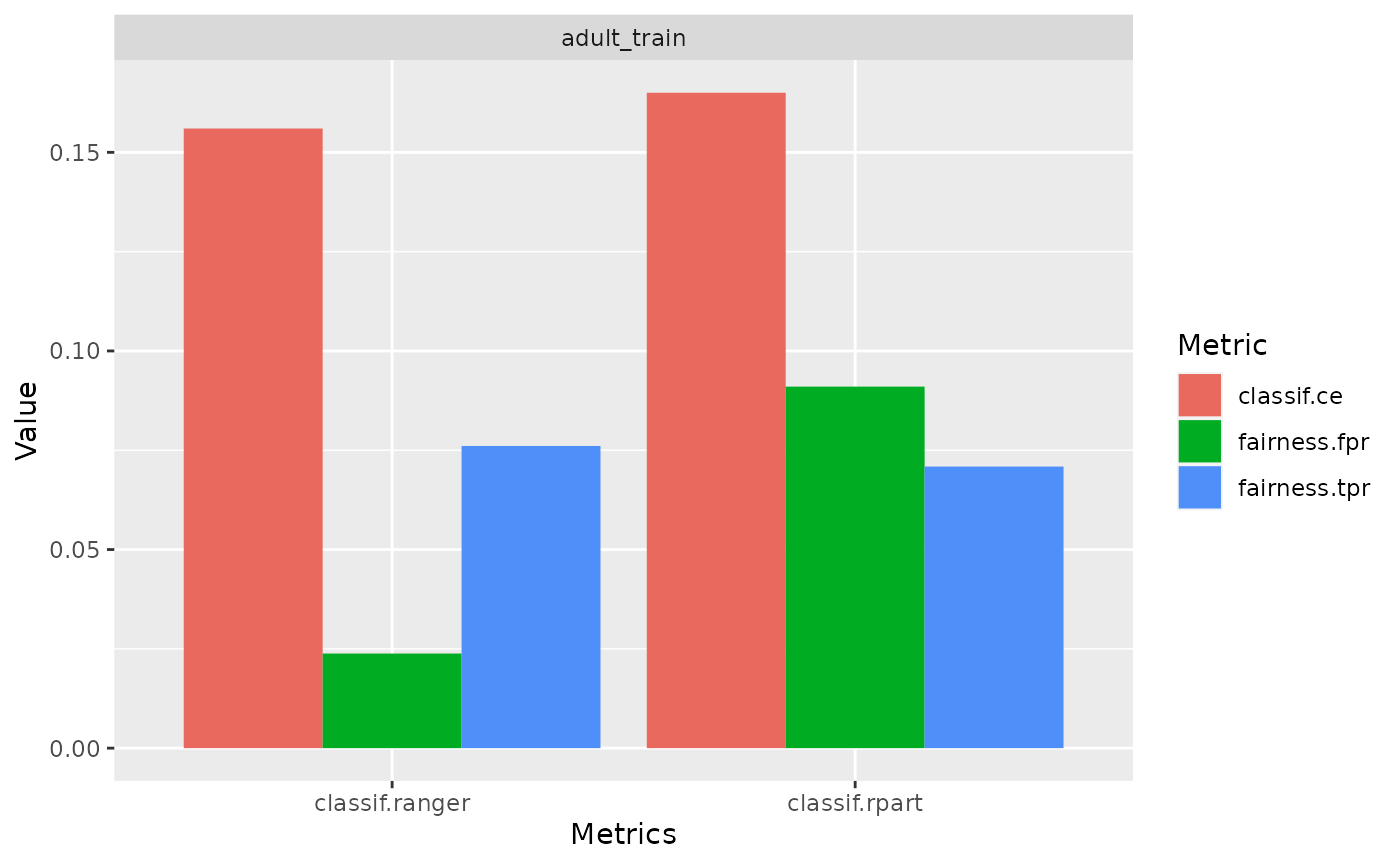 adult_train
Value
0.15
0.10
0.05
0.00
classif.ranger
classif.rpart
Metrics
Metric
classif.ce
fairness.fpr
fairness.tpr